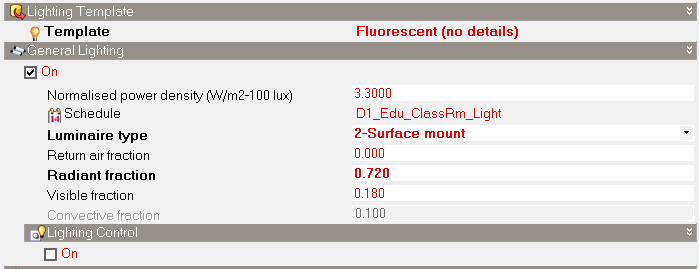 Lighting Template
Template Fluorescent (no details)
General Lighting
On
Normalised power density (W/m2-100 lux) 3.3000
Schedule D1_Edu_ClassRm_Light
Luminaire type 2-Surface mount
Return air fraction 0.000
Radiant fraction 0.720
Visible fraction 0.180
Convective fraction 0.100
Lighting Control
On